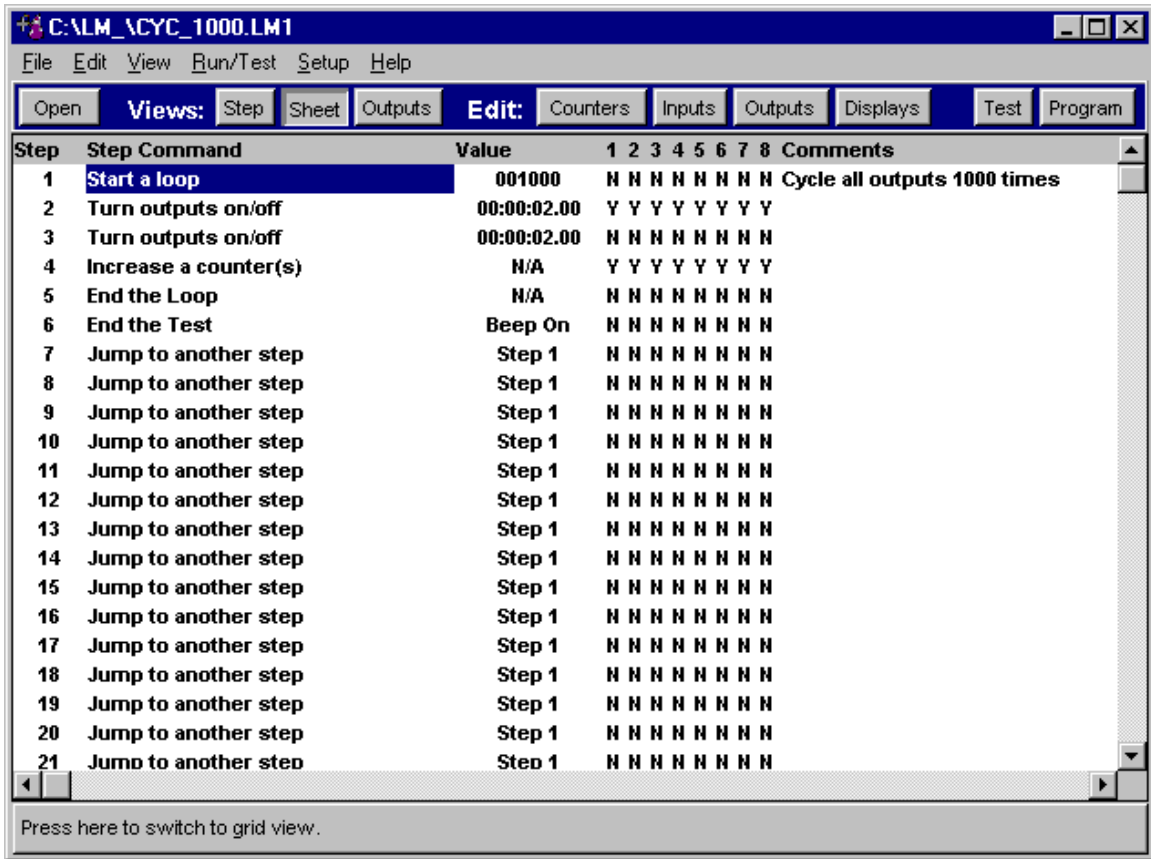 C:\LM_\CYC_1000.LM1
File Edit View Run/Test Setup Help
Open Views: Step Sheet Outputs Edit: Counters Inputs Outputs Displays Test Program
Step Step Command Value 1 2 3 4 5 6 7 8 Comments
1 Start a loop 001000 N N N N N N N N Cycle all outputs 1000 times
2 Turn outputs on/off 00:00:02.00 Y Y Y Y Y Y Y Y
3 Turn outputs on/off 00:00:02.00 N N N N N N N N
4 Increase a counter(s) N/A Y Y Y Y Y Y Y Y
5 End the Loop N/A N N N N N N N N
6 End the Test Beep On N N N N N N N N
7 Jump to another step Step 1 N N N N N N N N
8 Jump to another step Step 1 N N N N N N N N
9 Jump to another step Step 1 N N N N N N N N
10 Jump to another step Step 1 N N N N N N N N
11 Jump to another step Step 1 N N N N N N N N
12 Jump to another step Step 1 N N N N N N N N
13 Jump to another step Step 1 N N N N N N N N
14 Jump to another step Step 1 N N N N N N N N
15 Jump to another step Step 1 N N N N N N N N
16 Jump to another step Step 1 N N N N N N N N
17 Jump to another step Step 1 N N N N N N N N
18 Jump to another step Step 1 N N N N N N N N
19 Jump to another step Step 1 N N N N N N N N
20 Jump to another step Step 1 N N N N N N N N
21 Jump to another step Step 1 N N N N N N N N
Press here to switch to grid view.